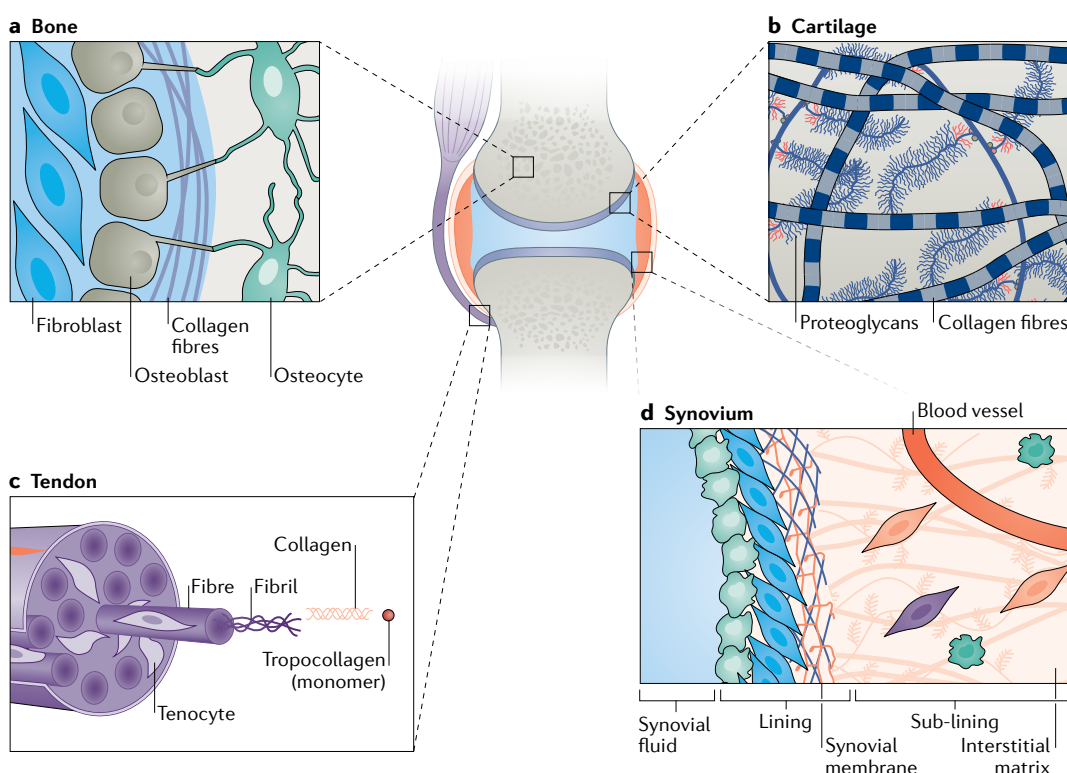 a Bone
Fibroblast
Collagen
fibres
Osteoblast
Osteocyte
b Cartilage
Proteoglycans
Collagen fibres
c Tendon
Collagen
Fibre
Fibril
Tropocollagen
(monomer)
Tenocyte
d Synovium
Blood vessel
Synovial
fluid
Lining
Synovial
membrane
Sub-lining
Interstitial
matrix